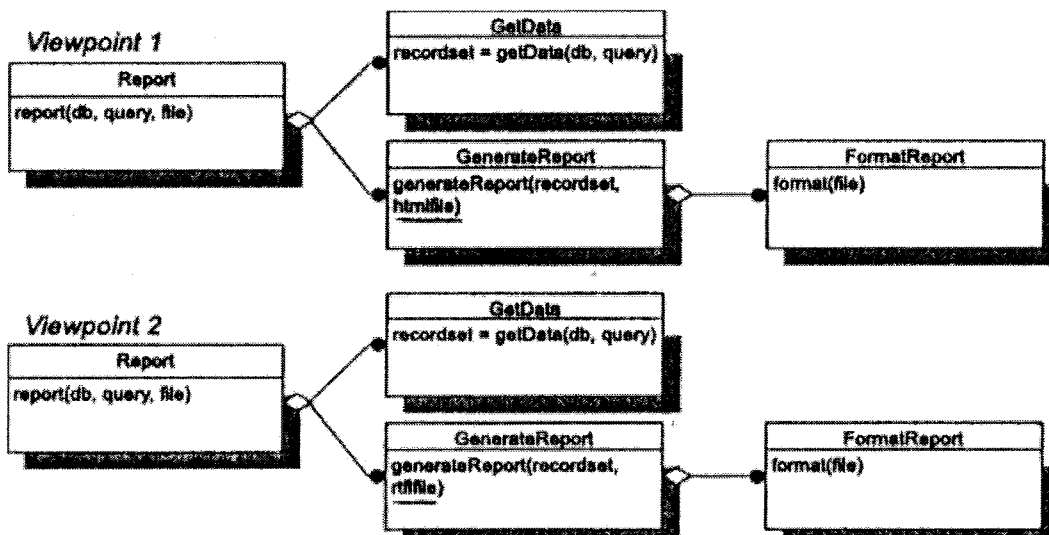 Viewpoint 1
Report
report(db, query, file)
GetData
recordset = getData(db, query)
GenerateReport
generateReport(recordset,
htmlfile)
FormatReport
format(file)
Viewpoint 2
Report
report(db, query, file)
GetData
recordset = getData(db, query)
GenerateReport
generateReport(recordset,
rtflfile)
FormatReport
format(file)